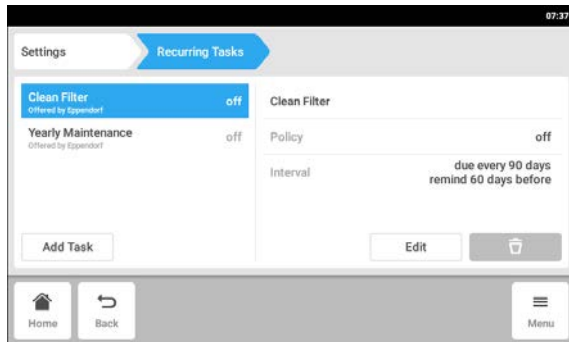 07:37
Settings
Recurring Tasks
Clean Filter
off
Offered by Eppendorf
Yearly Maintenance
off
Offered by Eppendorf
Add Task
Clean Filter
Policy
off
Interval
due every 90 days
remind 60 days before
Edit
Home
Back
Menu